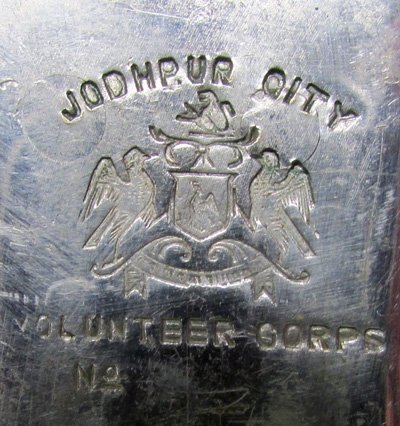 JODHPUR CITY
VOLUNTEER CORPS
No